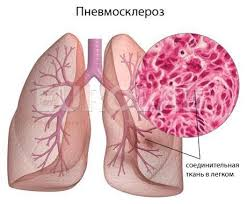 Пневмосклероз
соединительная
ткань в легком